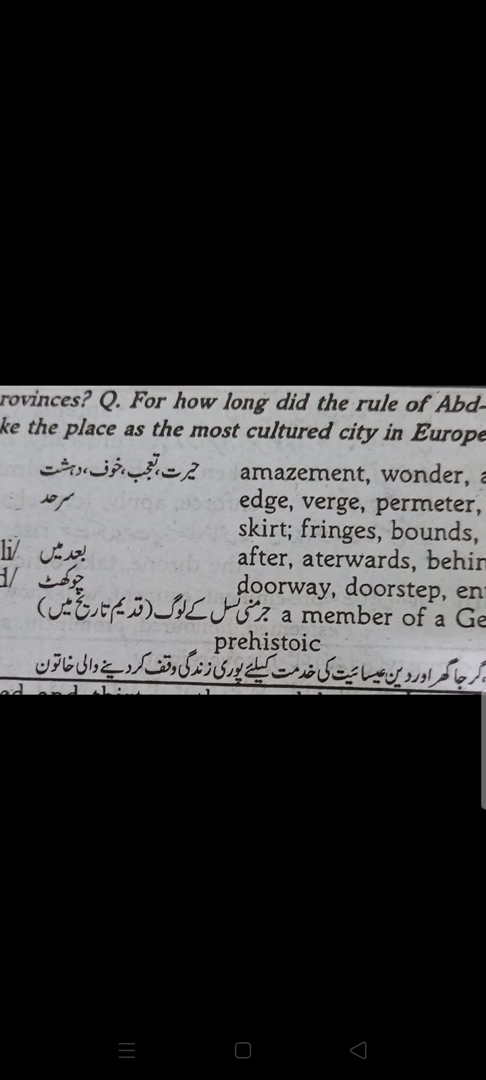 rovinces? Q. For how long did the rule of Abd-
ke the place as the most cultured city in Europe
حیرت، تعجب، خوف، دہشت amazement, wonder, a
سرحد edge, verge, permeter,
skirt; fringes, bounds,
li/ بعد میں after, aterwards, behin
d/ چوکھٹ doorway, doorstep, en
جرمنی نسل کے لوگ (قدیم تاریخ میں) a member of a Ge
prehistoic
گرجا گھر اور دین عیسائیت کی خدمت کیلئے پوری زندگی وقف کر دینے والی خاتون